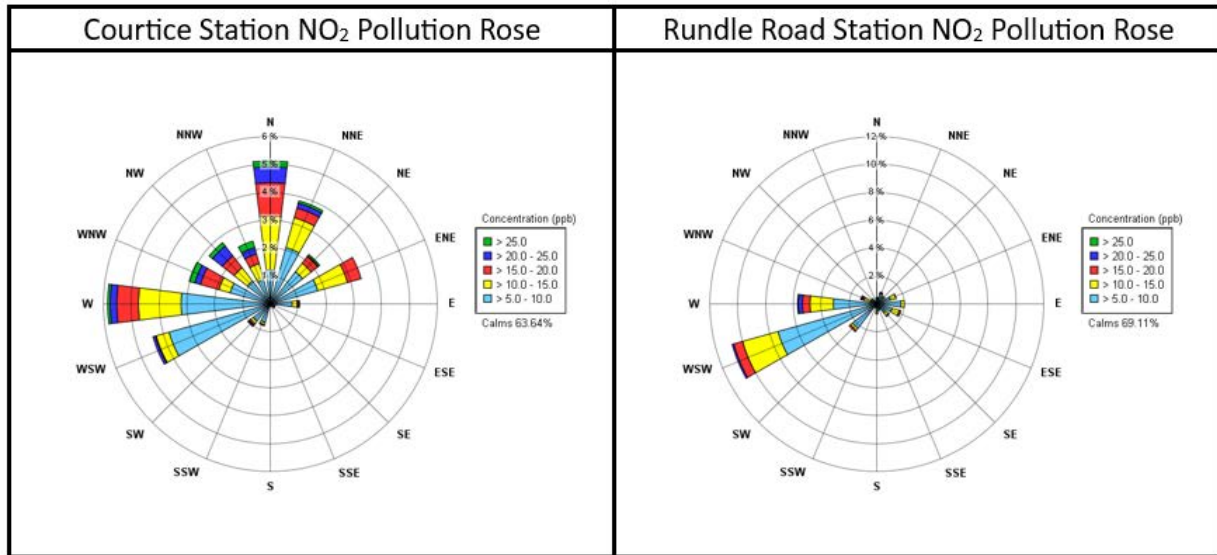 Courtice Station NO₂ Pollution Rose
N
NNW
NNE
NW
NE
WNW
ENE
W
E
WSW
ESE
SW
SE
SSW
SSE
S
6 %
5 %
4 %
3 %
2 %
1 %
Concentration (ppb)
> 25.0
> 20.0 - 25.0
> 15.0 - 20.0
> 10.0 - 15.0
> 5.0 - 10.0
Calms 63.64%
Rundle Road Station NO₂ Pollution Rose
N
NNW
NNE
NW
NE
WNW
ENE
W
E
WSW
ESE
SW
SE
SSW
SSE
S
12 %
10 %
8 %
6 %
4 %
2 %
Concentration (ppb)
> 25.0
> 20.0 - 25.0
> 15.0 - 20.0
> 10.0 - 15.0
> 5.0 - 10.0
Calms 69.11%